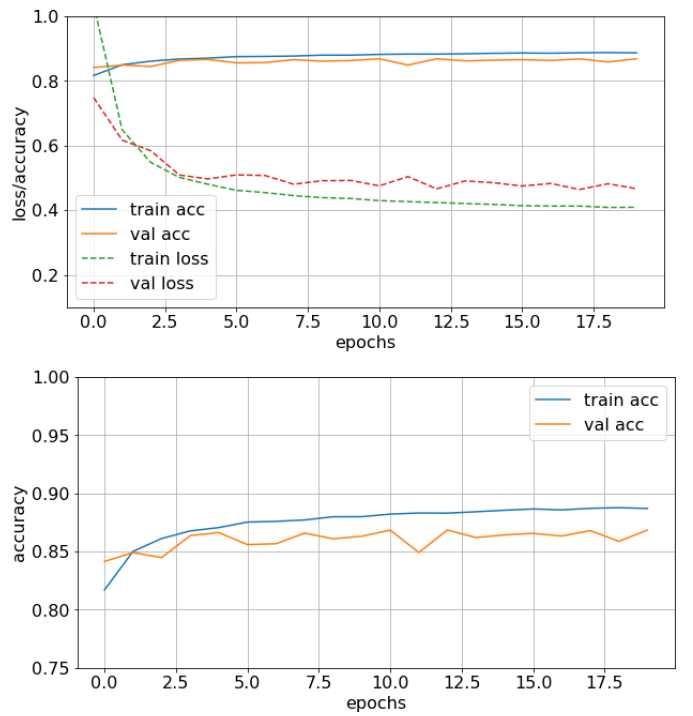 1.0
0.8
0.6
0.4
0.2
loss/accuracy
train acc
val acc
train loss
val loss
0.0 2.5 5.0 7.5 10.0 12.5 15.0 17.5
epochs
1.00
0.95
0.90
0.85
0.80
0.75
accuracy
train acc
val acc
0.0 2.5 5.0 7.5 10.0 12.5 15.0 17.5
epochs